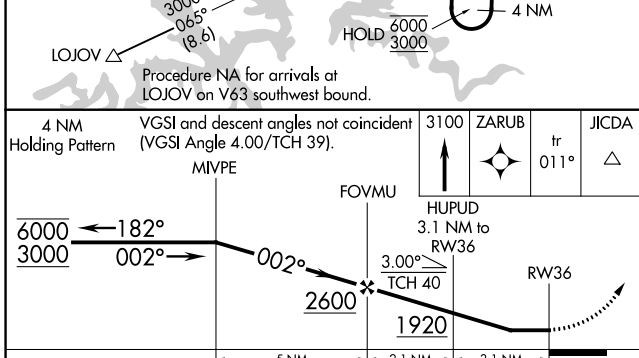 3000
065°
(8.6)
LOJOV
HOLD
6000
3000
4 NM
Procedure NA for arrivals at
LOJOV on V63 southwest bound.
4 NM
Holding Pattern
VGSI and descent angles not coincident
(VGSI Angle 4.00/TCH 39).
3100
ZARUB
tr
011°
JICDA
MIVPE
FOVMU
HUPUD
3.1 NM to
RW36
6000
3000
182°
002°
002°
3.00°
TCH 40
RW36
2600
1920
5 NM
2.1 NM
3.1 NM